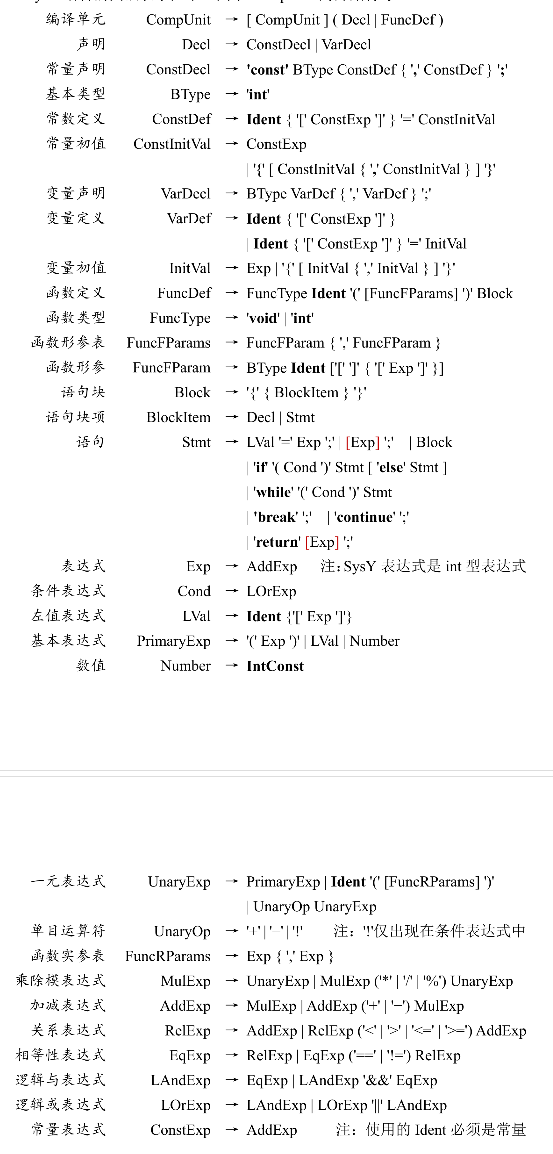 编译单元 CompUnit → [ CompUnit ] ( Decl | FuncDef )
声明 Decl → ConstDecl | VarDecl
常量声明 ConstDecl → 'const' BType ConstDef { ',' ConstDef } ';'
基本类型 BType → 'int'
常数定义 ConstDef → Ident { '[' ConstExp ']' } '=' ConstInitVal
常量初值 ConstInitVal → ConstExp
| '{' [ ConstInitVal { ',' ConstInitVal } ] '}'
变量声明 VarDecl → BType VarDef { ',' VarDef } ';'
变量定义 VarDef → Ident { '[' ConstExp ']' }
| Ident { '[' ConstExp ']' } '=' InitVal
变量初值 InitVal → Exp | '{' [ InitVal { ',' InitVal } ] '}'
函数定义 FuncDef → FuncType Ident '(' [FuncFParams] ')' Block
函数类型 FuncType → 'void' | 'int'
函数形参表 FuncFParams → FuncFParam { ',' FuncFParam }
函数形参 FuncFParam → BType Ident ['[' ']' { '[' Exp ']' }]
语句块 Block → '{' { BlockItem } '}'
语句块项 BlockItem → Decl | Stmt
语句 Stmt → LVal '=' Exp ';' | [Exp] ';' | Block
| 'if' '( Cond ')' Stmt [ 'else' Stmt ]
| 'while' '(' Cond ')' Stmt
| 'break' ';' | 'continue' ';'
| 'return' [Exp] ';'
表达式 Exp → AddExp 注：SysY 表达式是 int 型表达式
条件表达式 Cond → LOrExp
左值表达式 LVal → Ident {'[' Exp ']'}
基本表达式 PrimaryExp → '(' Exp ')' | LVal | Number
数值 Number → IntConst
一元表达式 UnaryExp → PrimaryExp | Ident '(' [FuncRParams] ')'
| UnaryOp UnaryExp
单目运算符 UnaryOp → '+' | '−' | '!' 注：'!'仅出现在条件表达式中
函数实参表 FuncRParams → Exp { ',' Exp }
乘除模表达式 MulExp → UnaryExp | MulExp ('*' | '/' | '%') UnaryExp
加减表达式 AddExp → MulExp | AddExp ('+' | '−') MulExp
关系表达式 RelExp → AddExp | RelExp ('<' | '>' | '<=' | '>=') AddExp
相等性表达式 EqExp → RelExp | EqExp ('==' | '!=') RelExp
逻辑与表达式 LAndExp → EqExp | LAndExp '&&' EqExp
逻辑或表达式 LOrExp → LAndExp | LOrExp '||' LAndExp
常量表达式 ConstExp → AddExp 注：使用的 Ident 必须是常量